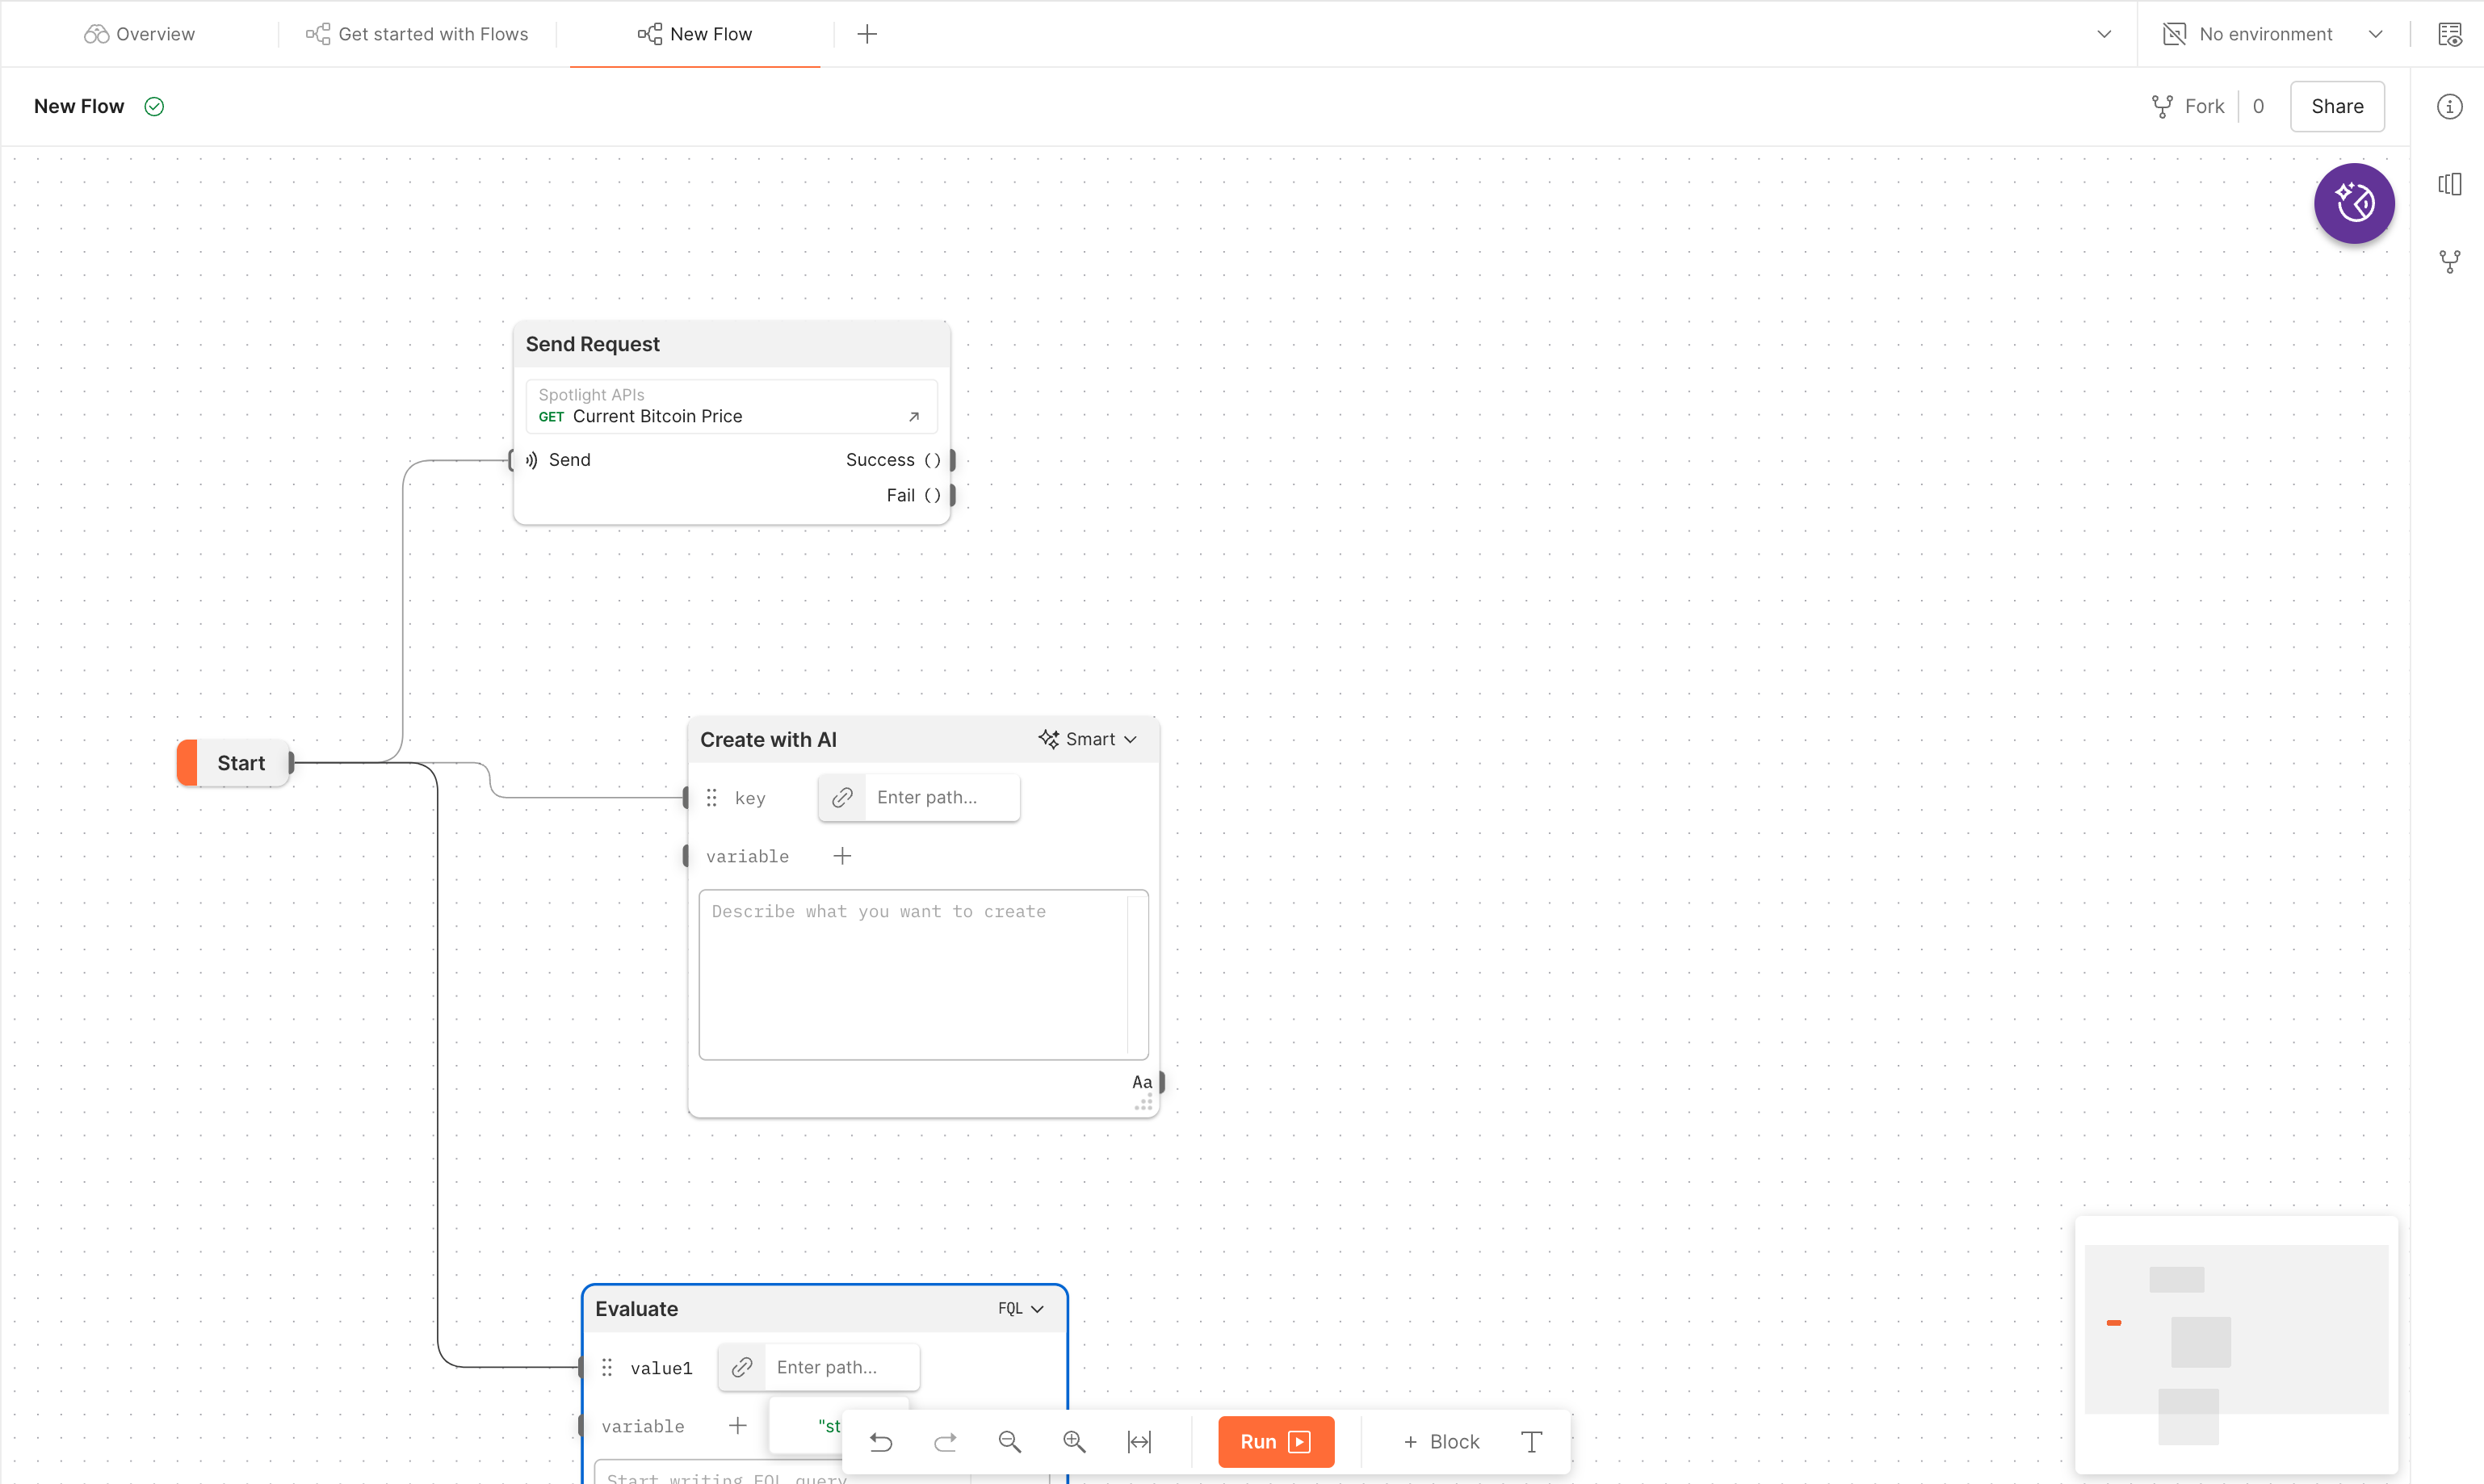 Overview
Get started with Flows
New Flow
No environment
New Flow
Fork 0
Share
Send Request
Spotlight APIs
GET Current Bitcoin Price
Send
Success ()
Fail ()
Start
Create with AI
Smart
key
Enter path...
variable
Describe what you want to create
Aa
Evaluate
FQL
value1
Enter path...
variable
"st
Start writing FQL query
Run
Block
T